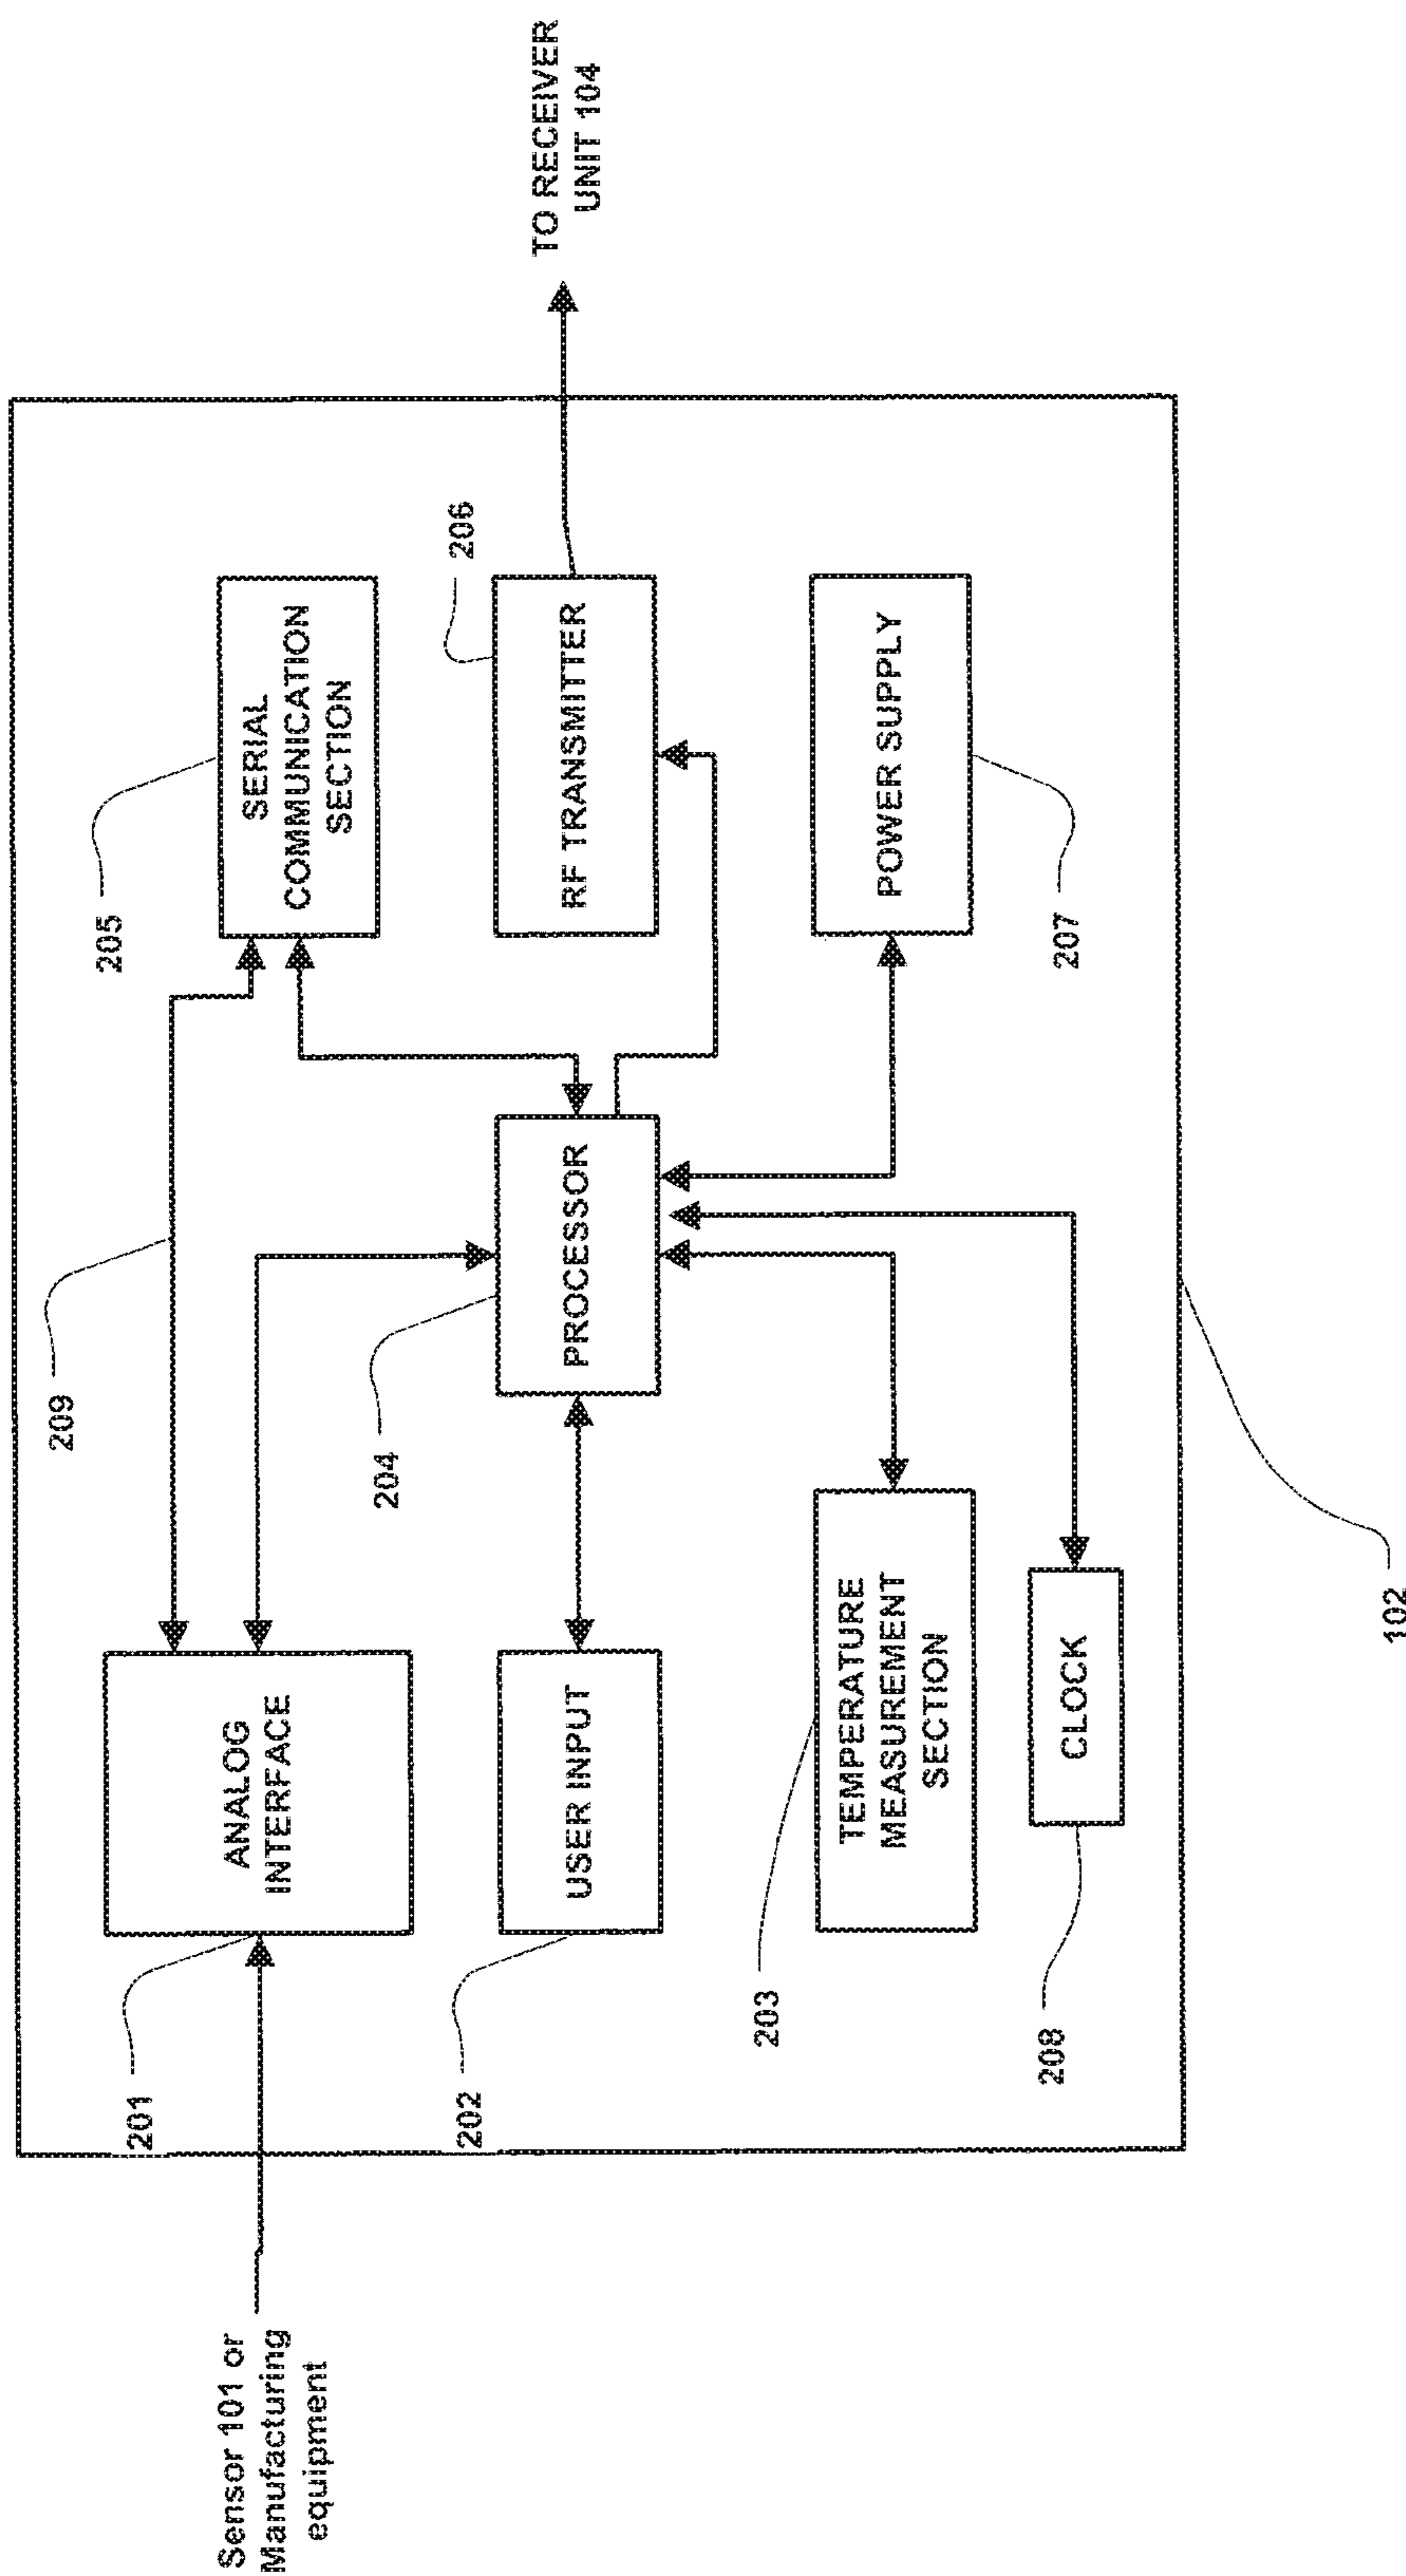 Sensor 101 or
Manufacturing
equipment
201
ANALOG
INTERFACE
209
205
SERIAL
COMMUNICATION
SECTION
202
USER INPUT
204
PROCESSOR
206
RF TRANSMITTER
TO RECEIVER
UNIT 104
203
TEMPERATURE
MEASUREMENT
SECTION
207
POWER SUPPLY
208
CLOCK
102